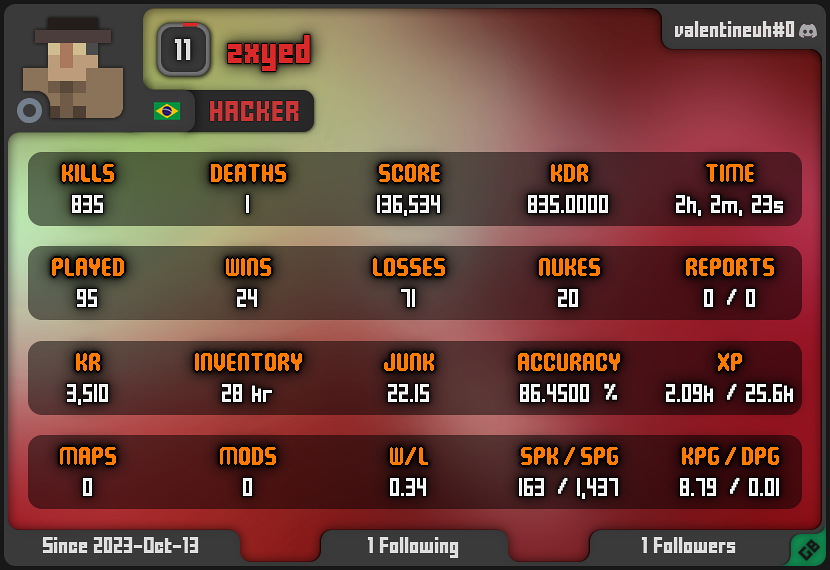 11 zxyed
valentineuh#0
HACKER
KILLS DEATHS SCORE KDR TIME
835 1 136,534 835.0000 2h, 2m, 23s
PLAYED WINS LOSSES NUKES REPORTS
95 24 71 20 0 / 0
KR INVENTORY JUNK ACCURACY XP
3,510 28 kr 22.15 86.4500 % 2.09k / 25.6k
MAPS MODS W/L SPK / SPG KPG / DPG
0 0 0.34 163 / 1,437 8.79 / 0.01
Since 2023-Oct-13 1 Following 1 Followers
GB